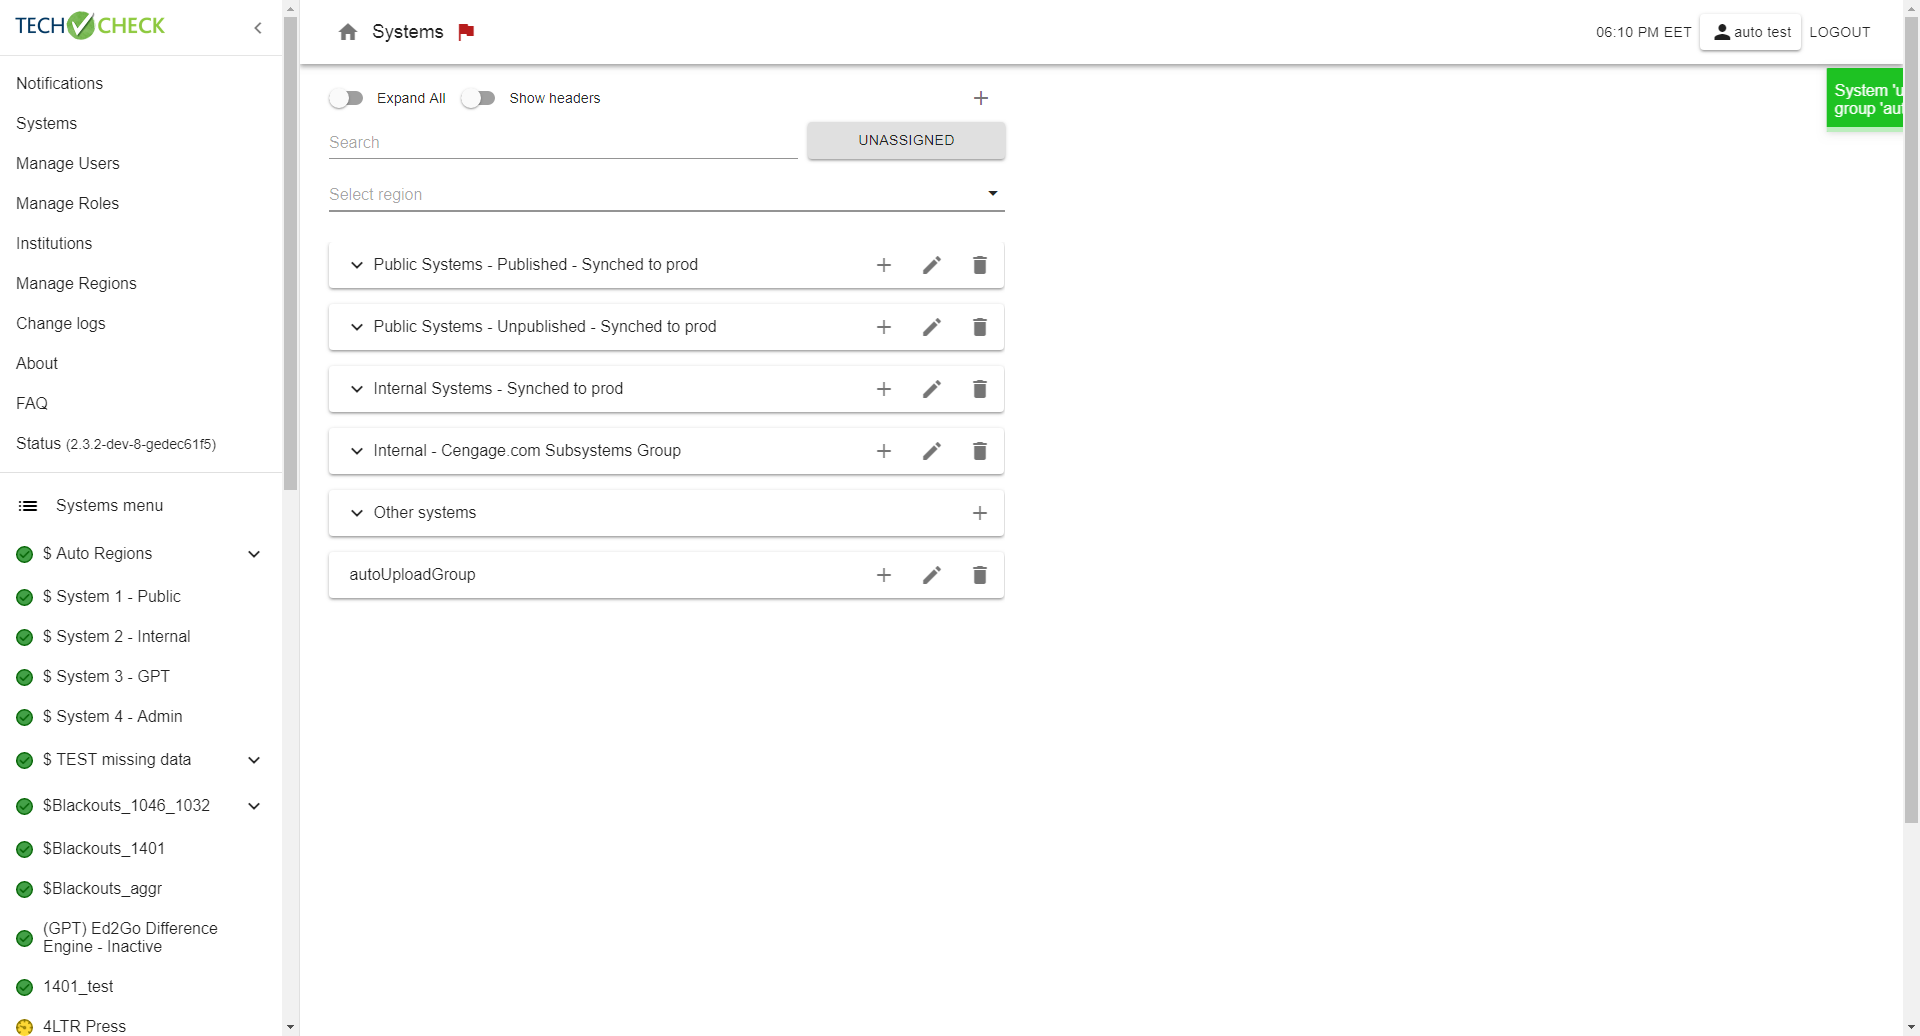 TECH CHECK
Notifications
Systems
Manage Users
Manage Roles
Institutions
Manage Regions
Change logs
About
FAQ
Status (2.3.2-dev-8-gedec61f5)
Systems menu
$ Auto Regions
$ System 1 - Public
$ System 2 - Internal
$ System 3 - GPT
$ System 4 - Admin
$ TEST missing data
$Blackouts_1046_1032
$Blackouts_1401
$Blackouts_aggr
(GPT) Ed2Go Difference
Engine - Inactive
1401_test
4LTR Press
Systems
06:10 PM EET
auto test
LOGOUT
Expand All
Show headers
Search
UNASSIGNED
Select region
Public Systems - Published - Synched to prod
Public Systems - Unpublished - Synched to prod
Internal Systems - Synched to prod
Internal - Cengage.com Subsystems Group
Other systems
autoUploadGroup
System 'u
group 'aut